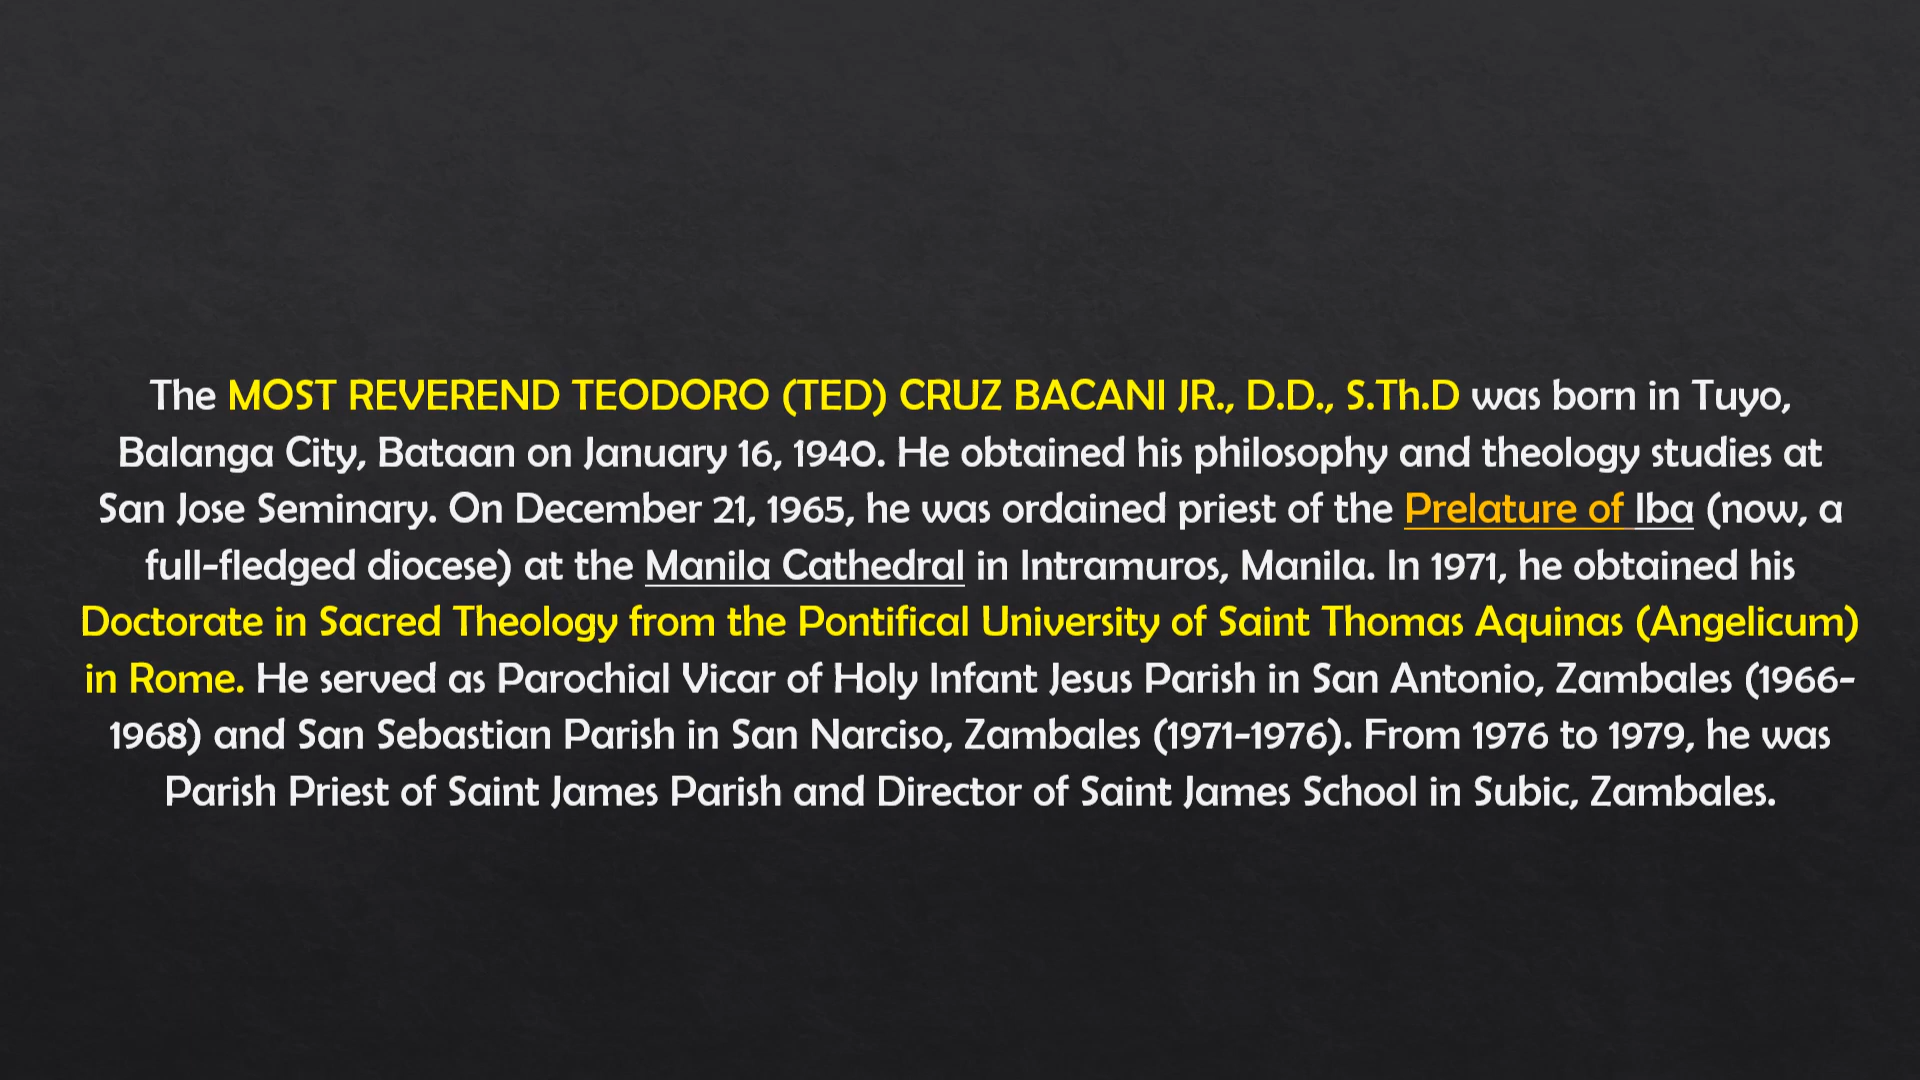 The MOST REVEREND TEODORO (TED) CRUZ BACANI JR., D.D., S.Th.D was born in Tuyo,
Balanga City, Bataan on January 16, 1940. He obtained his philosophy and theology studies at
San Jose Seminary. On December 21, 1965, he was ordained priest of the Prelature of Iba (now, a
full-fledged diocese) at the Manila Cathedral in Intramuros, Manila. In 1971, he obtained his
Doctorate in Sacred Theology from the Pontifical University of Saint Thomas Aquinas (Angelicum)
in Rome. He served as Parochial Vicar of Holy Infant Jesus Parish in San Antonio, Zambales (1966-
1968) and San Sebastian Parish in San Narciso, Zambales (1971-1976). From 1976 to 1979, he was
Parish Priest of Saint James Parish and Director of Saint James School in Subic, Zambales.